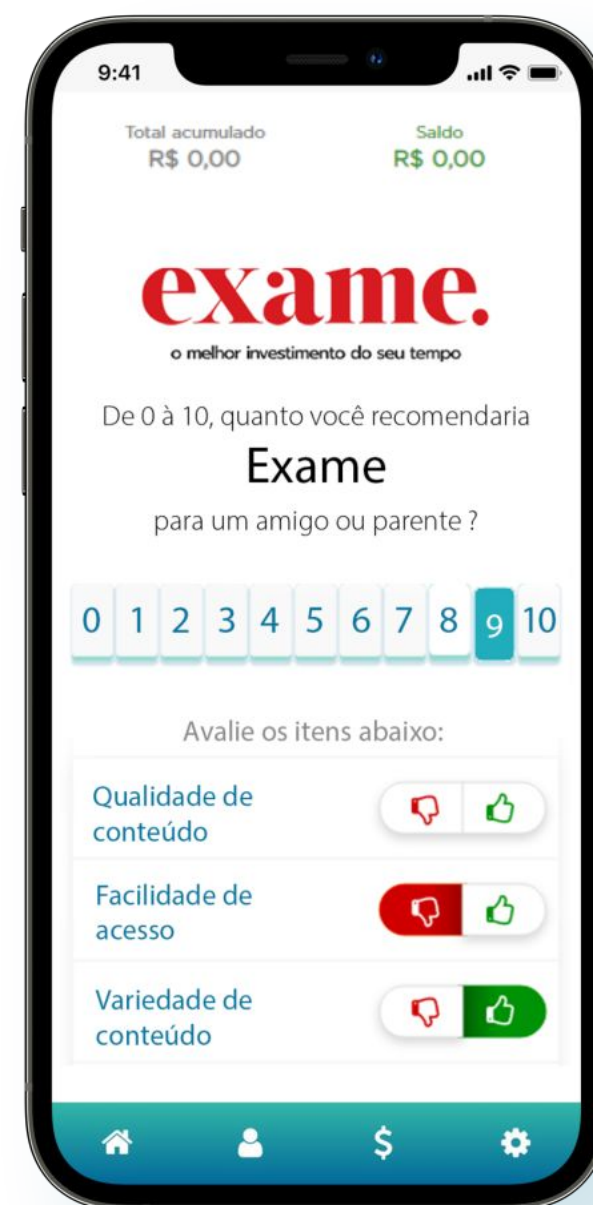 9:41
Total acumulado
R$ 0,00
Saldo
R$ 0,00
exame.
o melhor investimento do seu tempo
De 0 à 10, quanto você recomendaria
Exame
para um amigo ou parente ?
0 1 2 3 4 5 6 7 8 9 10
Avalie os itens abaixo:
Qualidade de
conteúdo
Facilidade de
acesso
Variedade de
conteúdo
$